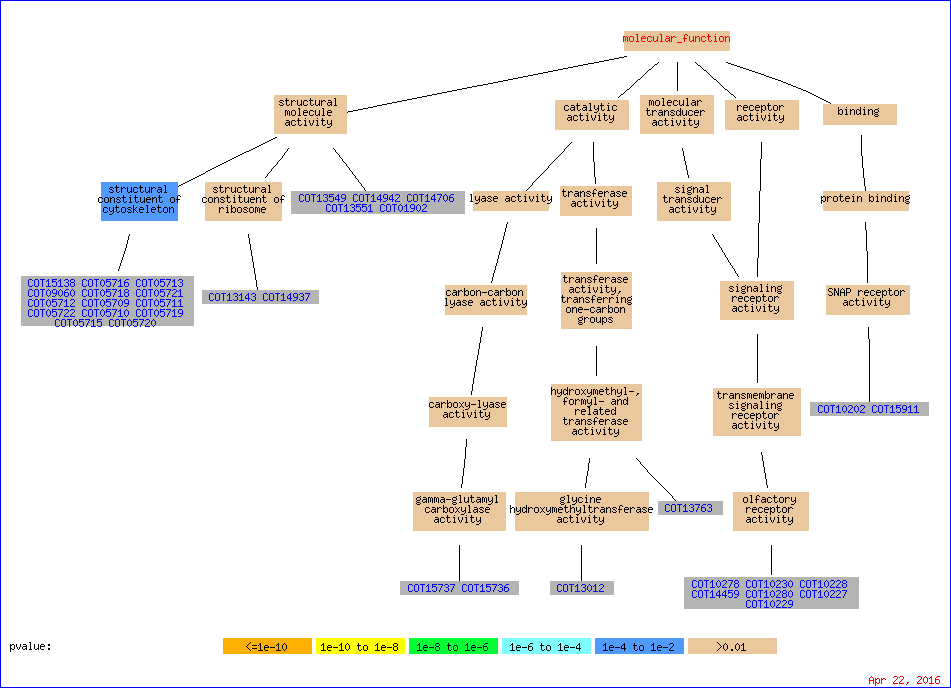 molecular_function
structural
molecule
activity
catalytic
activity
molecular
transducer
activity
receptor
activity
binding
structural
constituent of
cytoskeleton
structural
constituent of
ribosome
COT13549 COT14942 COT14706
COT13551 COT01902
lyase activity
transferase
activity
signal
transducer
activity
protein binding
COT15138 COT05716 COT05713
COT09060 COT05718 COT05721
COT05712 COT05709 COT05711
COT05722 COT05710 COT05719
COT05715 COT05720
COT13143 COT14937
carbon-carbon
lyase activity
transferase
activity,
transferring
one-carbon
groups
signaling
receptor
activity
SNAP receptor
activity
carboxy-lyase
activity
hydroxymethyl-,
formyl- and
related
transferase
activity
transmembrane
signaling
receptor
activity
COT10202 COT15911
gamma-glutamyl
carboxylase
activity
glycine
hydroxymethyltransferase
activity
COT13763
olfactory
receptor
activity
COT15737 COT15736
COT13012
COT10278 COT10230 COT10228
COT14459 COT10280 COT10227
COT10229
pvalue:
<=1e-10
1e-10 to 1e-8
1e-8 to 1e-6
1e-6 to 1e-4
1e-4 to 1e-2
>0.01
Apr 22, 2016